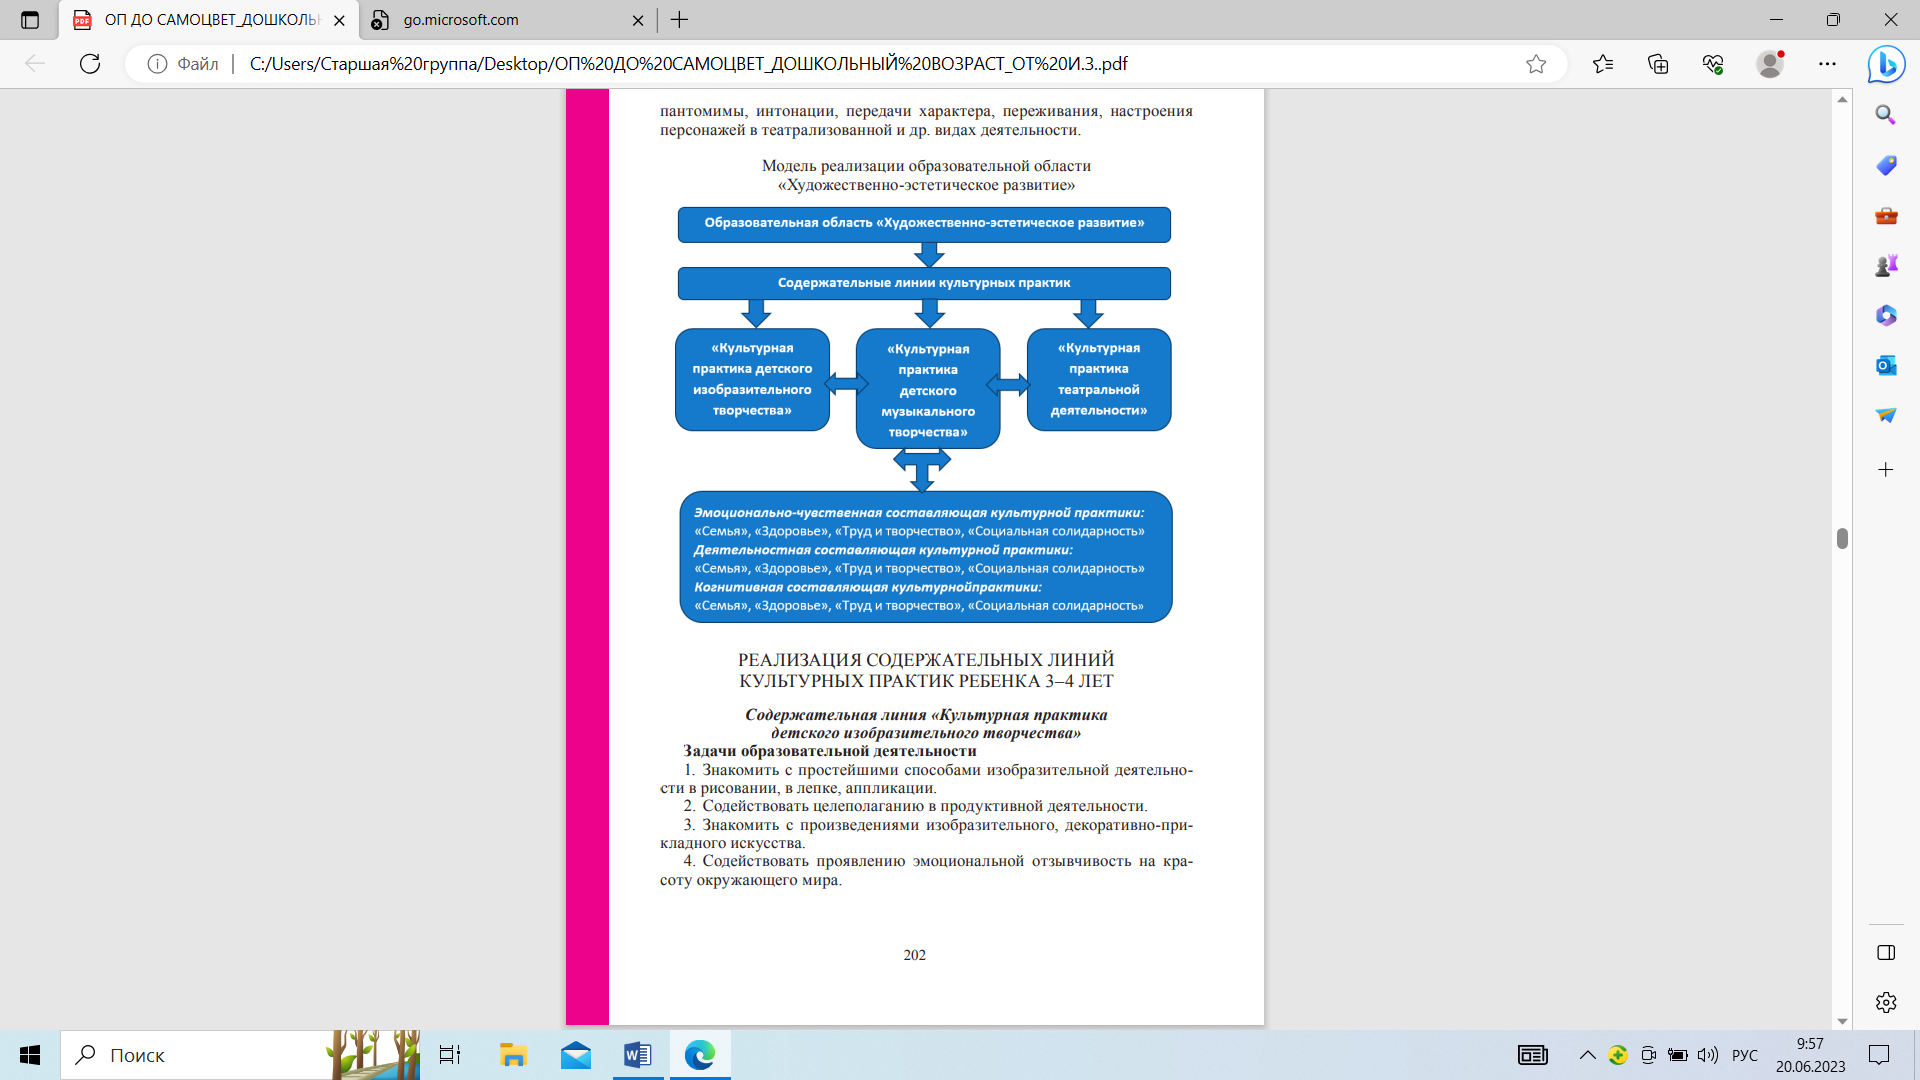 ОП ДО САМОЦВЕТ_ДОШКОЛЬН
go.microsoft.com
Файл
C:/Users/Старшая%20группа/Desktop/ОП%20ДО%20САМОЦВЕТ_ДОШКОЛЬНЫЙ%20ВОЗРАСТ_ОТ%20И.З..pdf
пантомимы, интонации, передачи характера, переживания, настроения
персонажей в театрализованной и др. видах деятельности.
Модель реализации образовательной области
«Художественно-эстетическое развитие»
Образовательная область «Художественно-эстетическое развитие»
Содержательные линии культурных практик
«Культурная
практика детского
изобразительного
творчества»
«Культурная
практика
детского
музыкального
творчества»
«Культурная
практика
театральной
деятельности»
Эмоционально-чувственная составляющая культурной практики:
«Семья», «Здоровье», «Труд и творчество», «Социальная солидарность»
Деятельностная составляющая культурной практики:
«Семья», «Здоровье», «Труд и творчество», «Социальная солидарность»
Когнитивная составляющая культурнойпрактики:
«Семья», «Здоровье», «Труд и творчество», «Социальная солидарность»
РЕАЛИЗАЦИЯ СОДЕРЖАТЕЛЬНЫХ ЛИНИЙ
КУЛЬТУРНЫХ ПРАКТИК РЕБЕНКА 3–4 ЛЕТ
Содержательная линия «Культурная практика
детского изобразительного творчества»
Задачи образовательной деятельности
1. Знакомить с простейшими способами изобразительной деятельно-
сти в рисовании, в лепке, аппликации.
2. Содействовать целеполаганию в продуктивной деятельности.
3. Знакомить с произведениями изобразительного, декоративно-при-
кладного искусства.
4. Содействовать проявлению эмоциональной отзывчивость на кра-
соту окружающего мира.
202
Поиск
РУС
9:57
20.06.2023